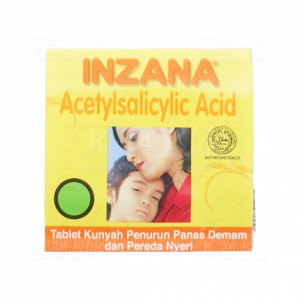 INZANA
Acetylsalicylic Acid
Tablet Kunyah Penurun Panas Demam
dan Pereda Nyeri